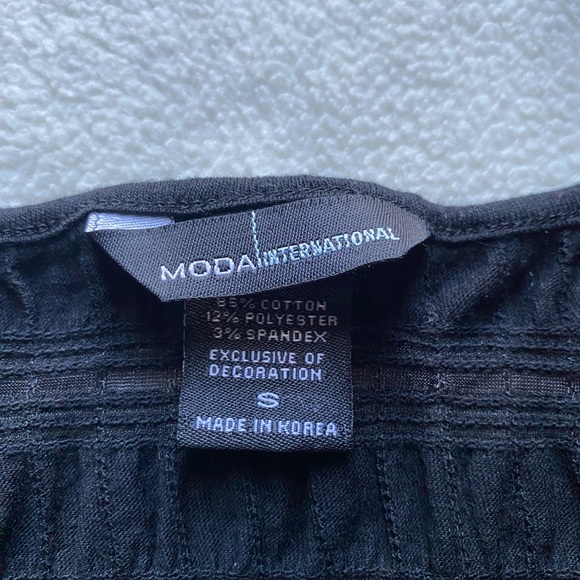 MODA INTERNATIONAL
85% COTTON
12% POLYESTER
3% SPANDEX
EXCLUSIVE OF
DECORATION
S
MADE IN KOREA